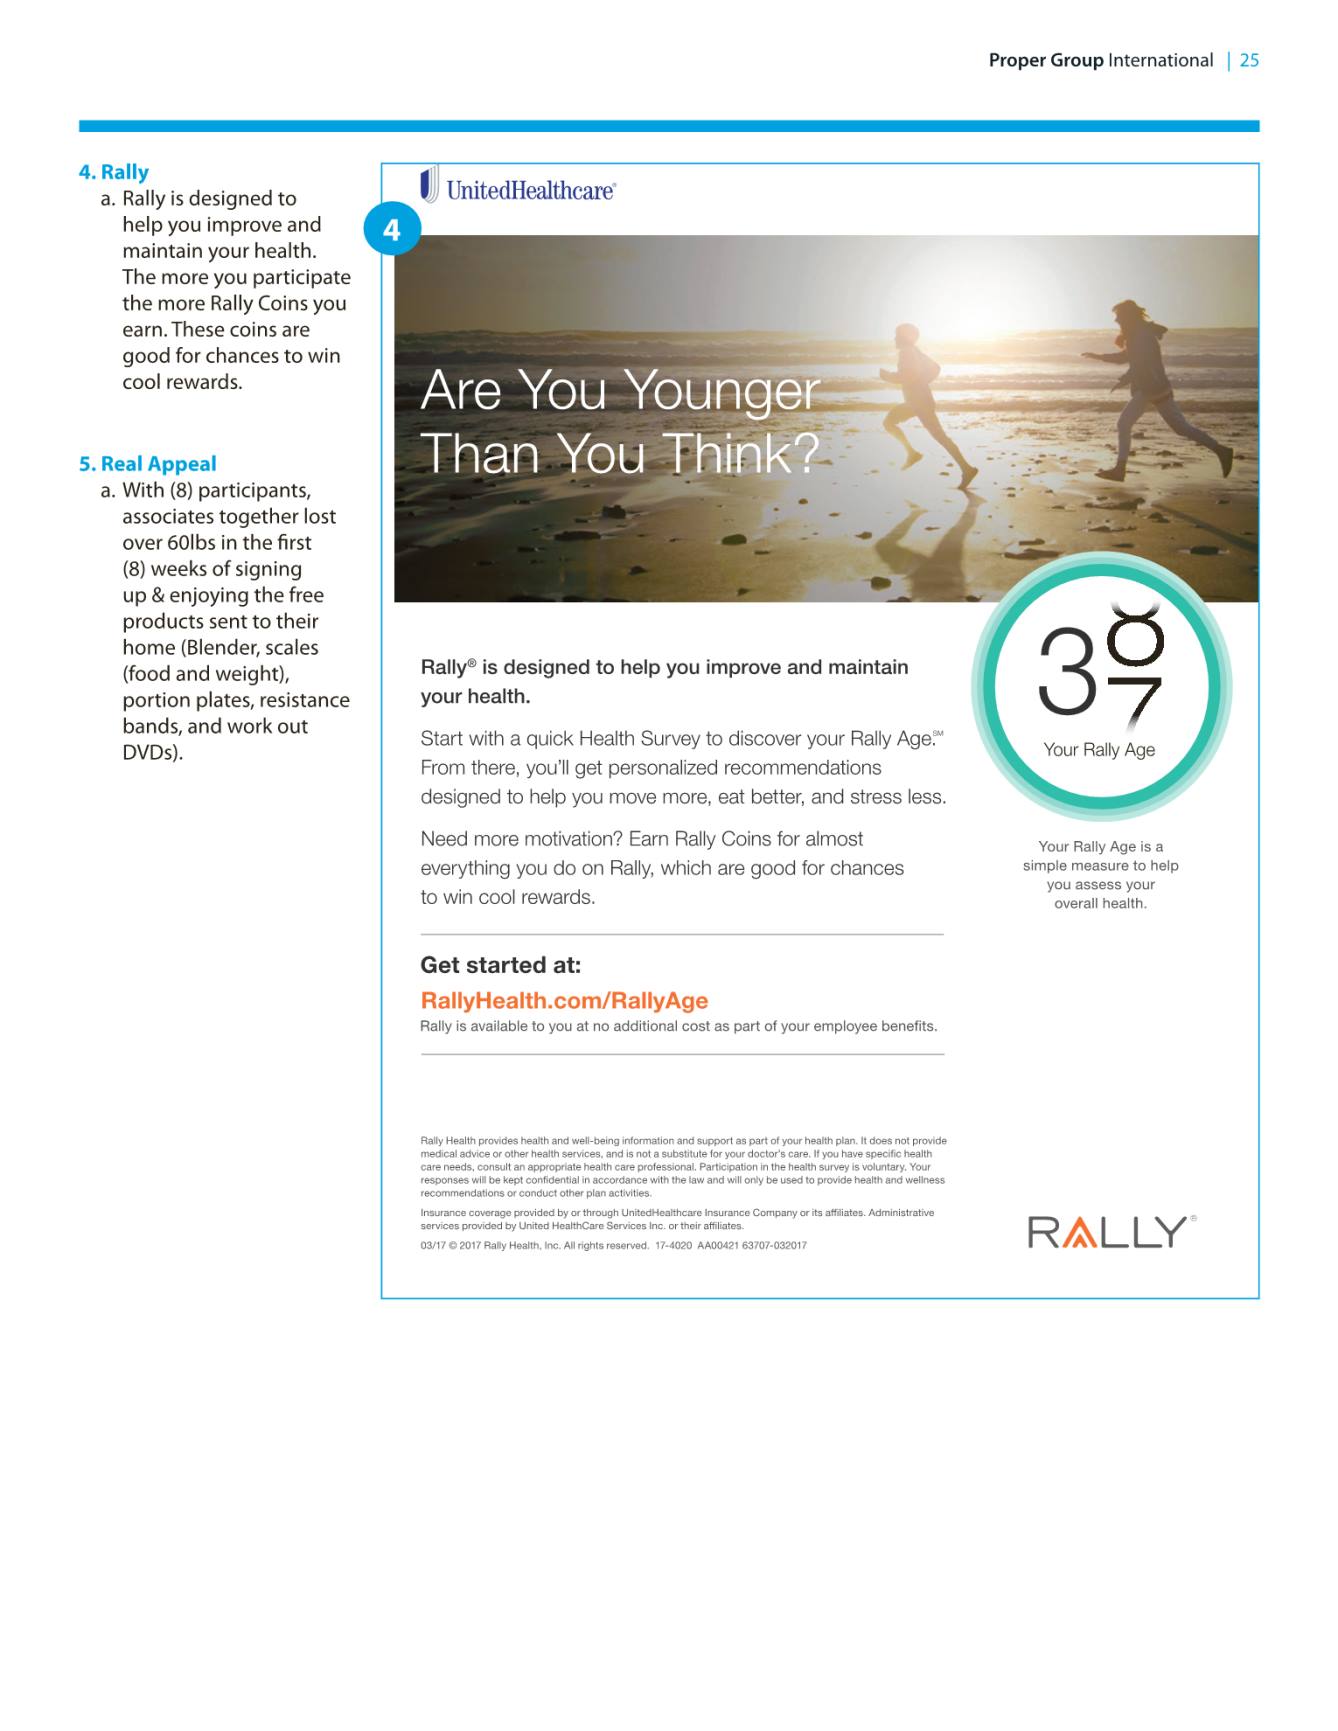 Proper Group International | 25
4. Rally
a. Rally is designed to
help you improve and
maintain your health.
The more you participate
the more Rally Coins you
earn. These coins are
good for chances to win
cool rewards.
5. Real Appeal
a. With (8) participants,
associates together lost
over 60lbs in the first
(8) weeks of signing
up & enjoying the free
products sent to their
home (Blender, scales
(food and weight),
portion plates, resistance
bands, and work out
DVDs).
UnitedHealthcare®
4
Are You Younger
Than You Think?
Rally® is designed to help you improve and maintain
your health.
Start with a quick Health Survey to discover your Rally Age.℠
From there, you’ll get personalized recommendations
designed to help you move more, eat better, and stress less.
Need more motivation? Earn Rally Coins for almost
everything you do on Rally, which are good for chances
to win cool rewards.
38
7
Your Rally Age
Your Rally Age is a
simple measure to help
you assess your
overall health.
Get started at:
RallyHealth.com/RallyAge
Rally is available to you at no additional cost as part of your employee benefits.
Rally Health provides health and well-being information and support as part of your health plan. It does not provide
medical advice or other health services, and is not a substitute for your doctor’s care. If you have specific health
care needs, consult an appropriate health care professional. Participation in the health survey is voluntary. Your
responses will be kept confidential in accordance with the law and will only be used to provide health and wellness
recommendations or conduct other plan activities.
Insurance coverage provided by or through UnitedHealthcare Insurance Company or its affiliates. Administrative
services provided by United HealthCare Services Inc. or their affiliates.
03/17 © 2017 Rally Health, Inc. All rights reserved. 17-4020 AA00421 63707-032017
RALLY®